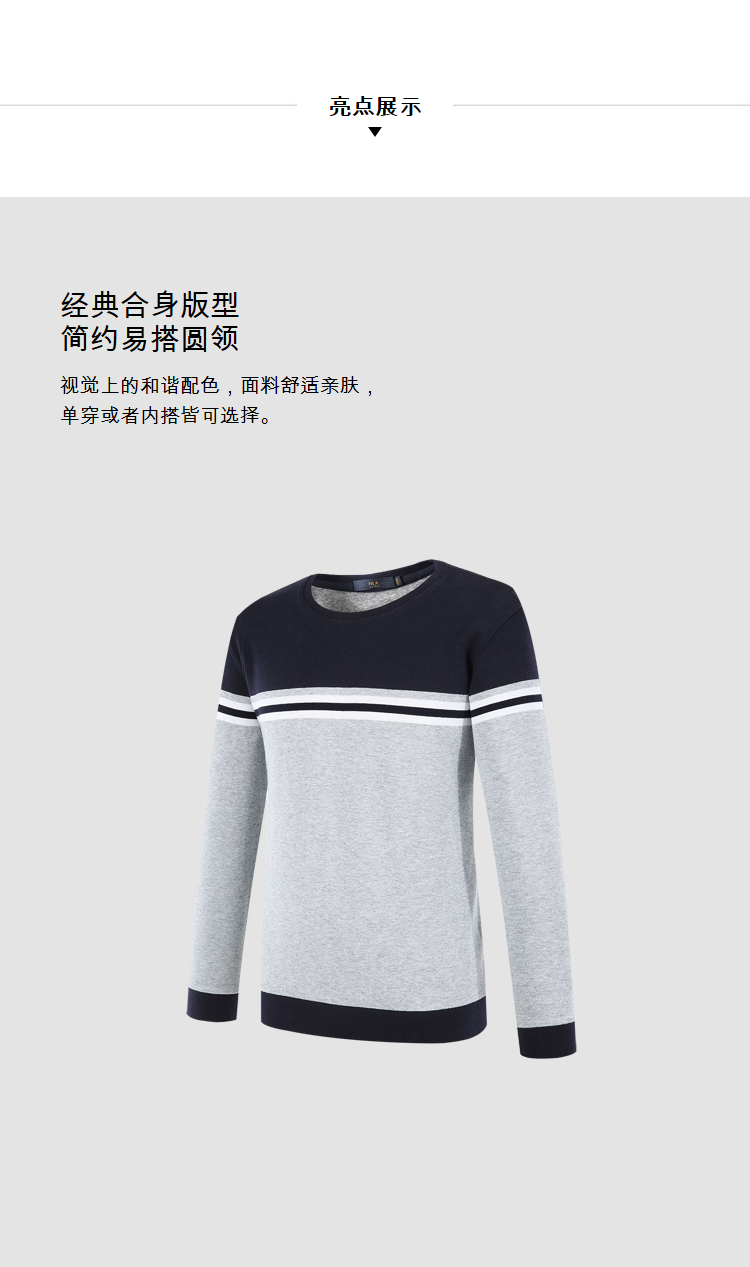 亮点展示
经典合身版型
简约易搭圆领
视觉上的和谐配色，面料舒适亲肤，
单穿或者内搭皆可选择。